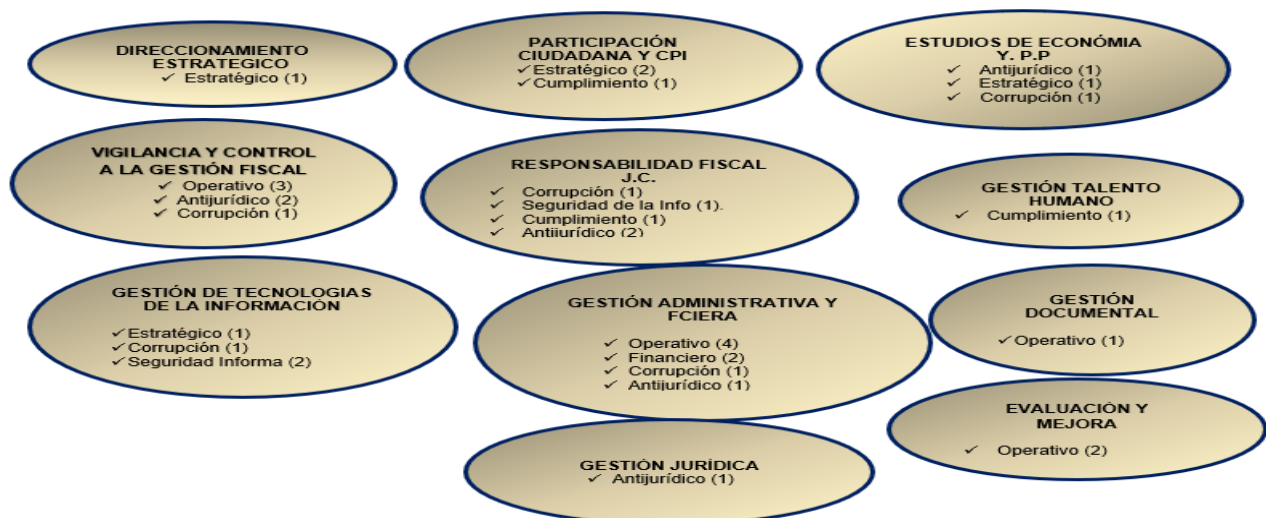 DIRECCIONAMIENTO
ESTRATEGICO
✓ Estratégico (1)
PARTICIPACIÓN
CIUDADANA Y CPI
✓Estratégico (2)
✓Cumplimiento (1)
ESTUDIOS DE ECONÓMIA
Y. P.P
✓ Antijurídico (1)
✓ Estratégico (1)
✓ Corrupción (1)
VIGILANCIA Y CONTROL
A LA GESTIÓN FISCAL
✓ Operativo (3)
✓ Antijurídico (2)
✓ Corrupción (1)
RESPONSABILIDAD FISCAL
J.C.
✓ Corrupción (1)
✓ Seguridad de la Info (1).
✓ Cumplimiento (1)
✓ Antijurídico (2)
GESTIÓN TALENTO
HUMANO
✓ Cumplimiento (1)
GESTIÓN DE TECNOLOGIAS
DE LA INFORMACIÓN
✓Estratégico (1)
✓Corrupción (1)
✓Seguridad Informa (2)
GESTIÓN ADMINISTRATIVA Y
FCIERA
✓ Operativo (4)
✓ Financiero (2)
✓ Corrupción (1)
✓ Antijurídico (1)
GESTIÓN
DOCUMENTAL
✓Operativo (1)
EVALUACIÓN Y
MEJORA
✓ Operativo (2)
GESTIÓN JURÍDICA
✓ Antijurídico (1)